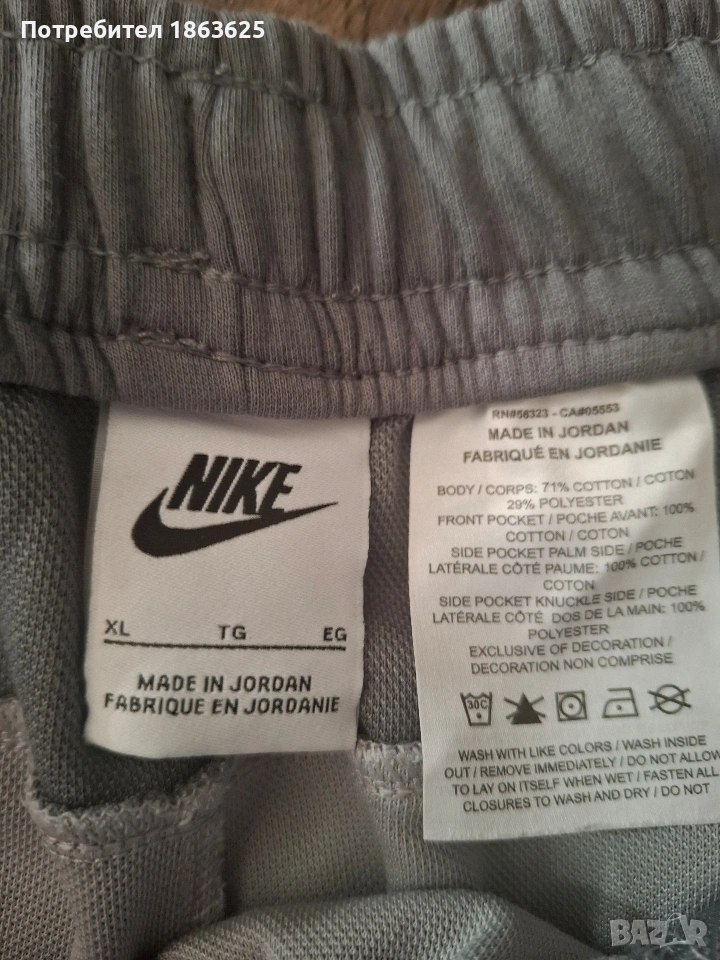 Потребител 1863625
NIKE
XL TG EG
MADE IN JORDAN
FABRIQUE EN JORDANIE
RN#56323 - CA#05553
MADE IN JORDAN
FABRIQUÉ EN JORDANIE
BODY / CORPS: 71% COTTON / COTON
29% POLYESTER
FRONT POCKET / POCHE AVANT: 100%
COTTON / COTON
SIDE POCKET PALM SIDE / POCHE
LATÉRALE CÔTÉ PAUME: 100% COTTON /
COTON
SIDE POCKET KNUCKLE SIDE / POCHE
LATÉRALE CÔTÉ DOS DE LA MAIN: 100%
POLYESTER
EXCLUSIVE OF DECORATION /
DECORATION NON COMPRISE
30C
WASH WITH LIKE COLORS / WASH INSIDE
OUT / REMOVE IMMEDIATELY / DO NOT ALLOW
TO LAY ON ITSELF WHEN WET / FASTEN ALL
CLOSURES TO WASH AND DRY / DO NOT
BAZAR